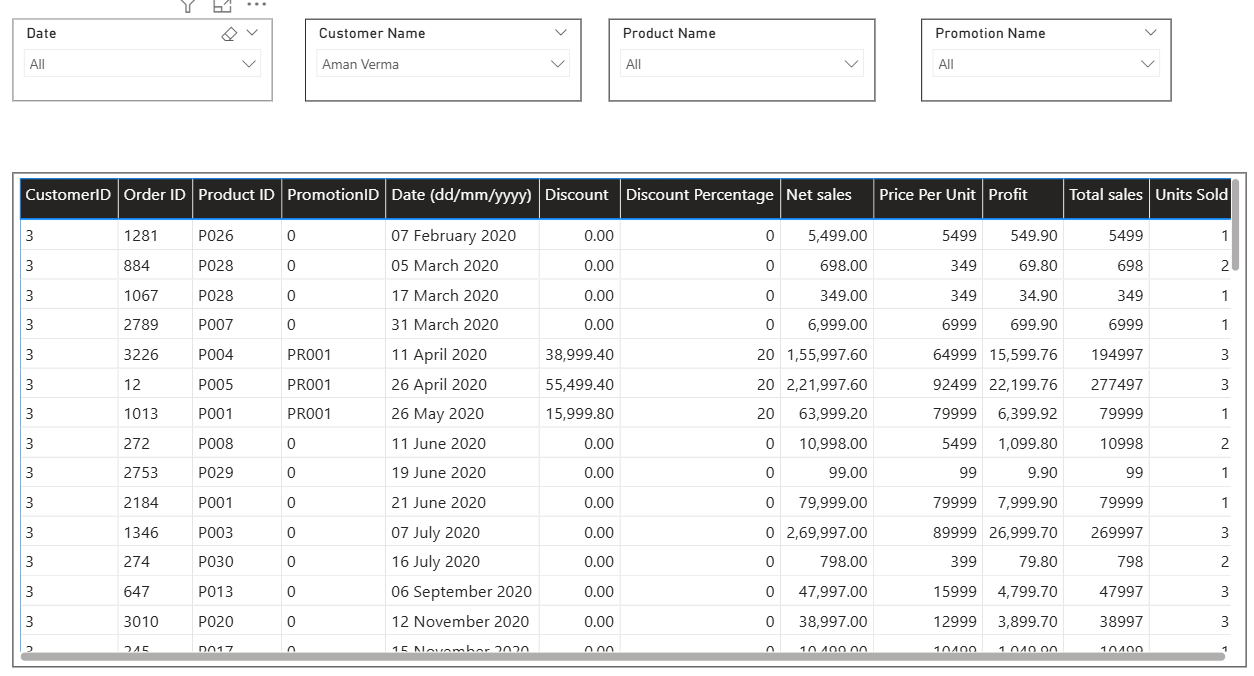 Date Customer Name Product Name Promotion Name
All Aman Verma All All
CustomerID Order ID Product ID PromotionID Date (dd/mm/yyyy) Discount Discount Percentage Net sales Price Per Unit Profit Total sales Units Sold
3 1281 P026 0 07 February 2020 0.00 0 5,499.00 5499 549.90 5499 1
3 884 P028 0 05 March 2020 0.00 0 698.00 349 69.80 698 2
3 1067 P028 0 17 March 2020 0.00 0 349.00 349 34.90 349 1
3 2789 P007 0 31 March 2020 0.00 0 6,999.00 6999 699.90 6999 1
3 3226 P004 PR001 11 April 2020 38,999.40 20 1,55,997.60 64999 15,599.76 194997 3
3 12 P005 PR001 26 April 2020 55,499.40 20 2,21,997.60 92499 22,199.76 277497 3
3 1013 P001 PR001 26 May 2020 15,999.80 20 63,999.20 79999 6,399.92 79999 1
3 272 P008 0 11 June 2020 0.00 0 10,998.00 5499 1,099.80 10998 2
3 2753 P029 0 19 June 2020 0.00 0 99.00 99 9.90 99 1
3 2184 P001 0 21 June 2020 0.00 0 79,999.00 79999 7,999.90 79999 1
3 1346 P003 0 07 July 2020 0.00 0 2,69,997.00 89999 26,999.70 269997 3
3 274 P030 0 16 July 2020 0.00 0 798.00 399 79.80 798 2
3 647 P013 0 06 September 2020 0.00 0 47,997.00 15999 4,799.70 47997 3
3 3010 P020 0 12 November 2020 0.00 0 38,997.00 12999 3,899.70 38997 3
3 245 P017 0 15 November 2020 0.00 0 10,499.00 10499 1,049.90 10499 1